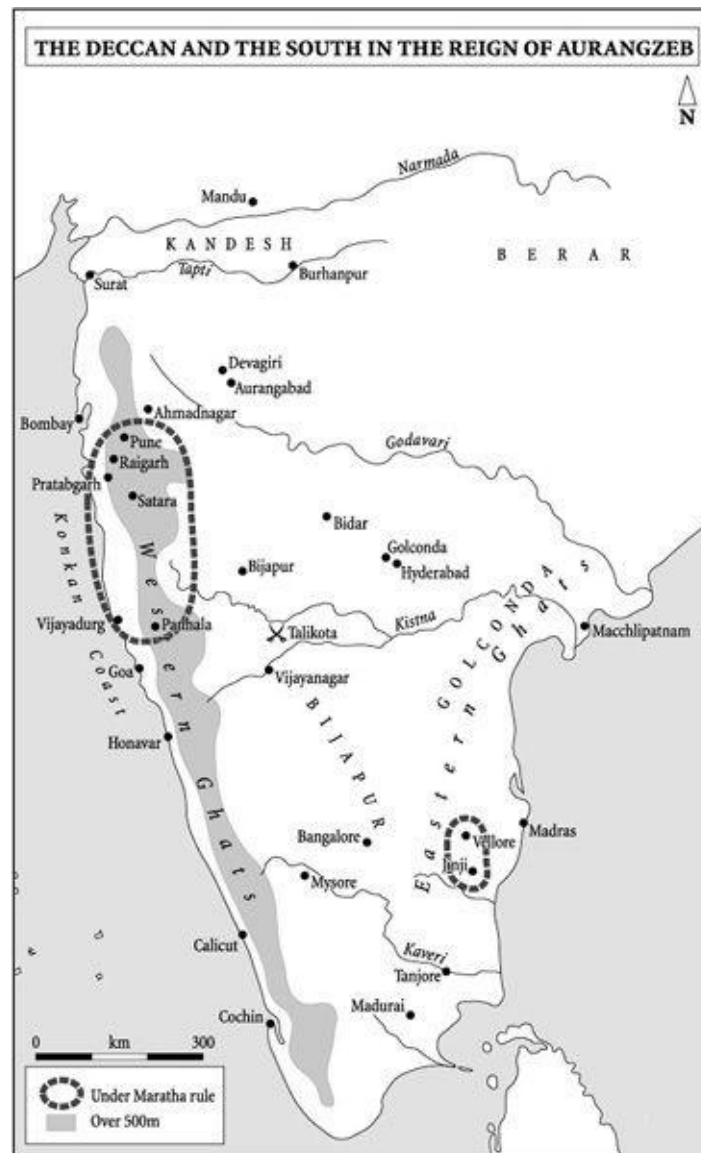 THE DECCAN AND THE SOUTH IN THE REIGN OF AURANGZEB
N
Narmada
Mandu
KANDESH
BERAR
Tapti
Burhanpur
Surat
Devagiri
Aurangabad
Ahmadnagar
Bombay
Pune
Godavari
Raigarh
Pratabgarh
Satara
Bidar
Golconda
Hyderabad
Bijapur
Konkan Coast
Western Ghats
Kistna
Vijayadurg
Panhala
Talikota
Macchlipatnam
GOLCONDA
Eastern Ghats
Goa
Vijayanagar
BIJAPUR
Honavar
Madras
Bangalore
Vellore
Jinji
Mysore
Calicut
Kaveri
Tanjore
Madurai
Cochin
0 km 300
Under Maratha rule
Over 500m